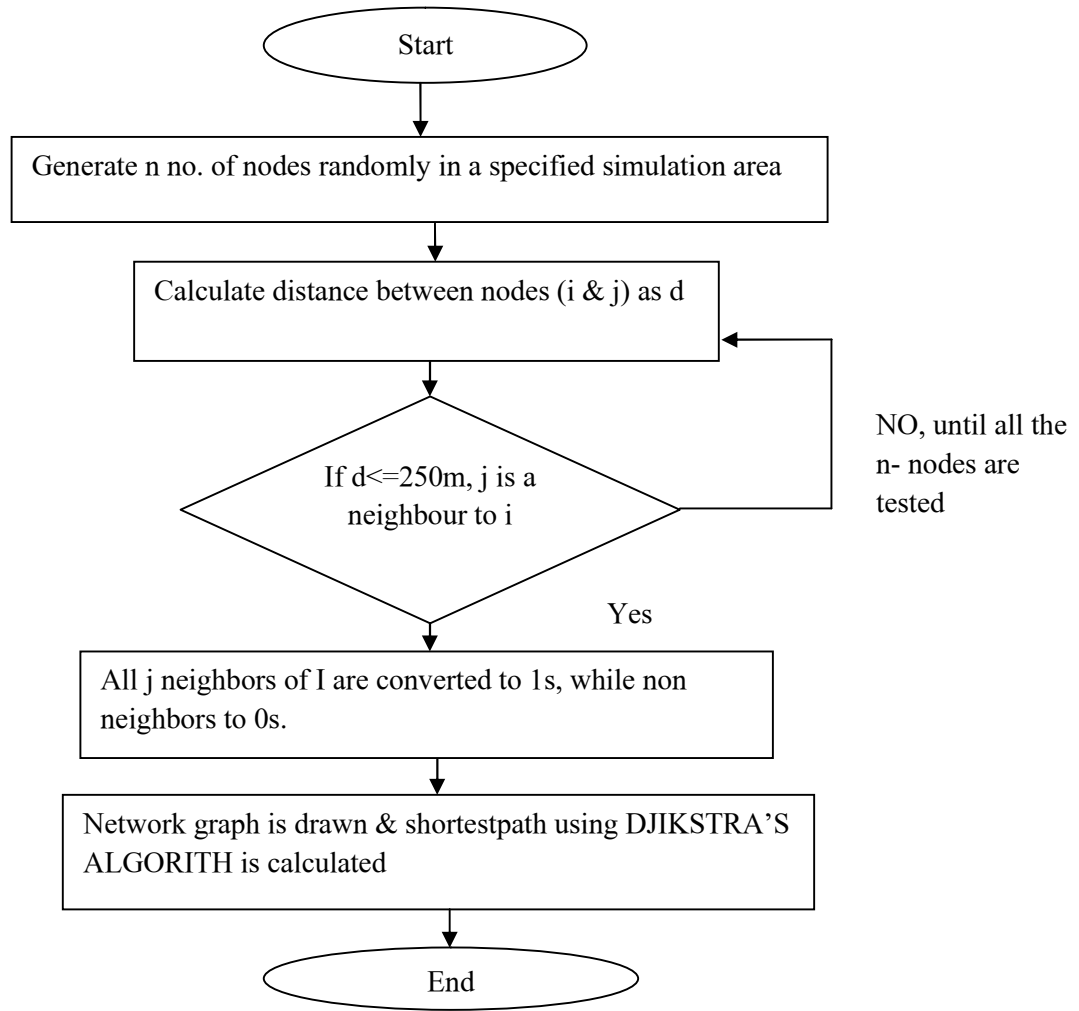 Start
Generate n no. of nodes randomly in a specified simulation area
Calculate distance between nodes (i & j) as d
NO, until all the
n- nodes are
tested
If d<=250m, j is a
neighbour to i
Yes
All j neighbors of I are converted to 1s, while non
neighbors to 0s.
Network graph is drawn & shortestpath using DJIKSTRA’S
ALGORITH is calculated
End